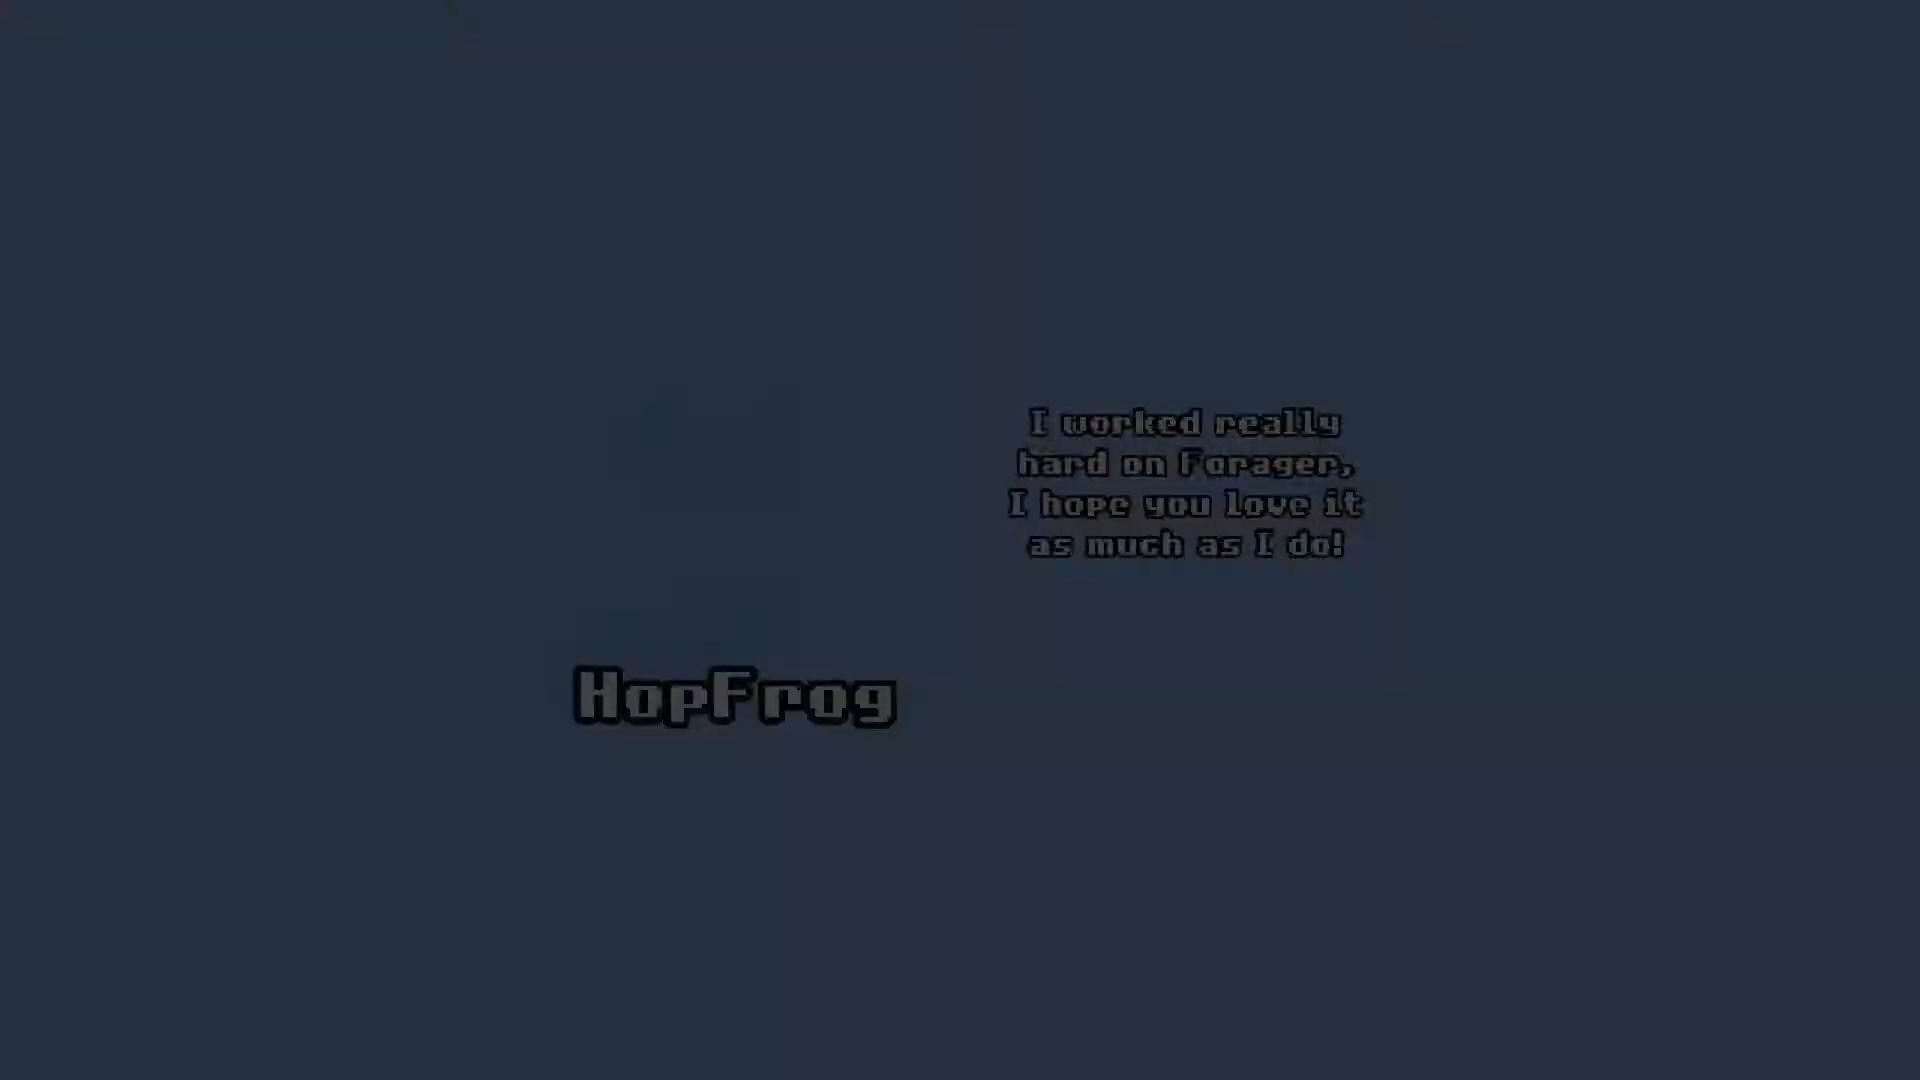 I worked really
hard on Forager,
I hope you love it
as much as I do!
HopFrog